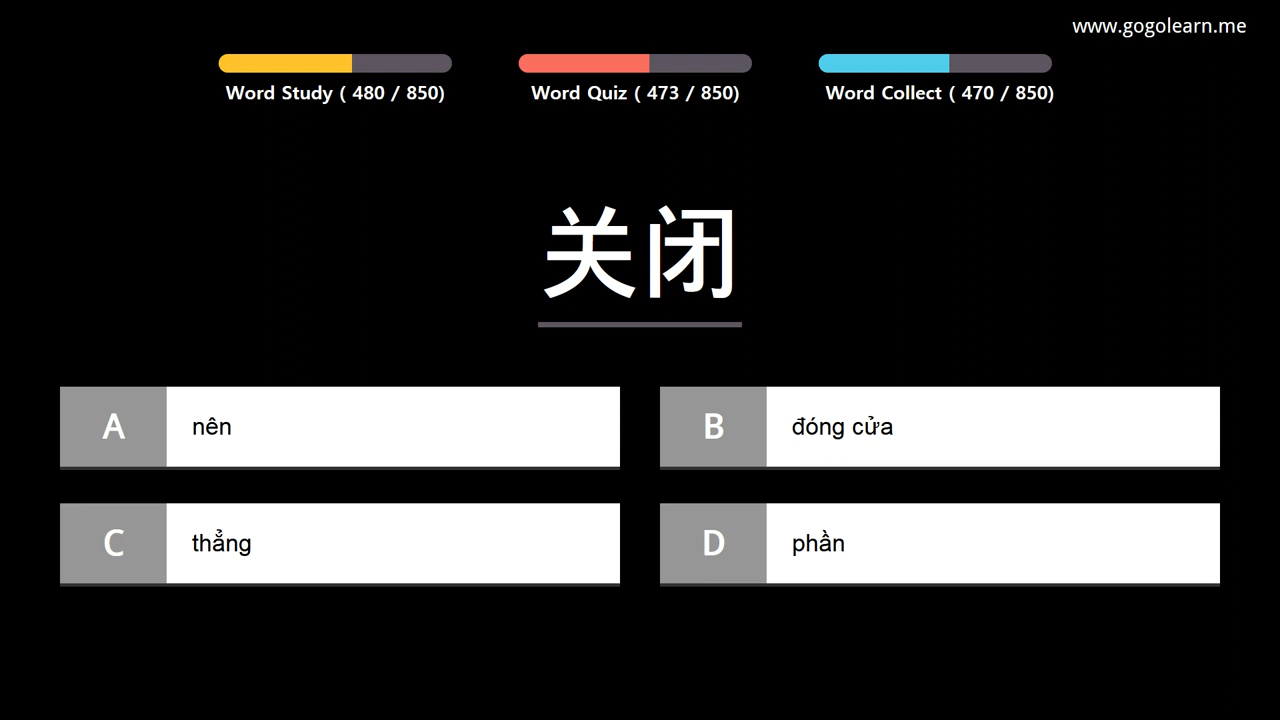 www.gogolearn.me
Word Study ( 480 / 850)
Word Quiz ( 473 / 850)
Word Collect ( 470 / 850)
关闭
A
nên
B
đóng cửa
C
thẳng
D
phần